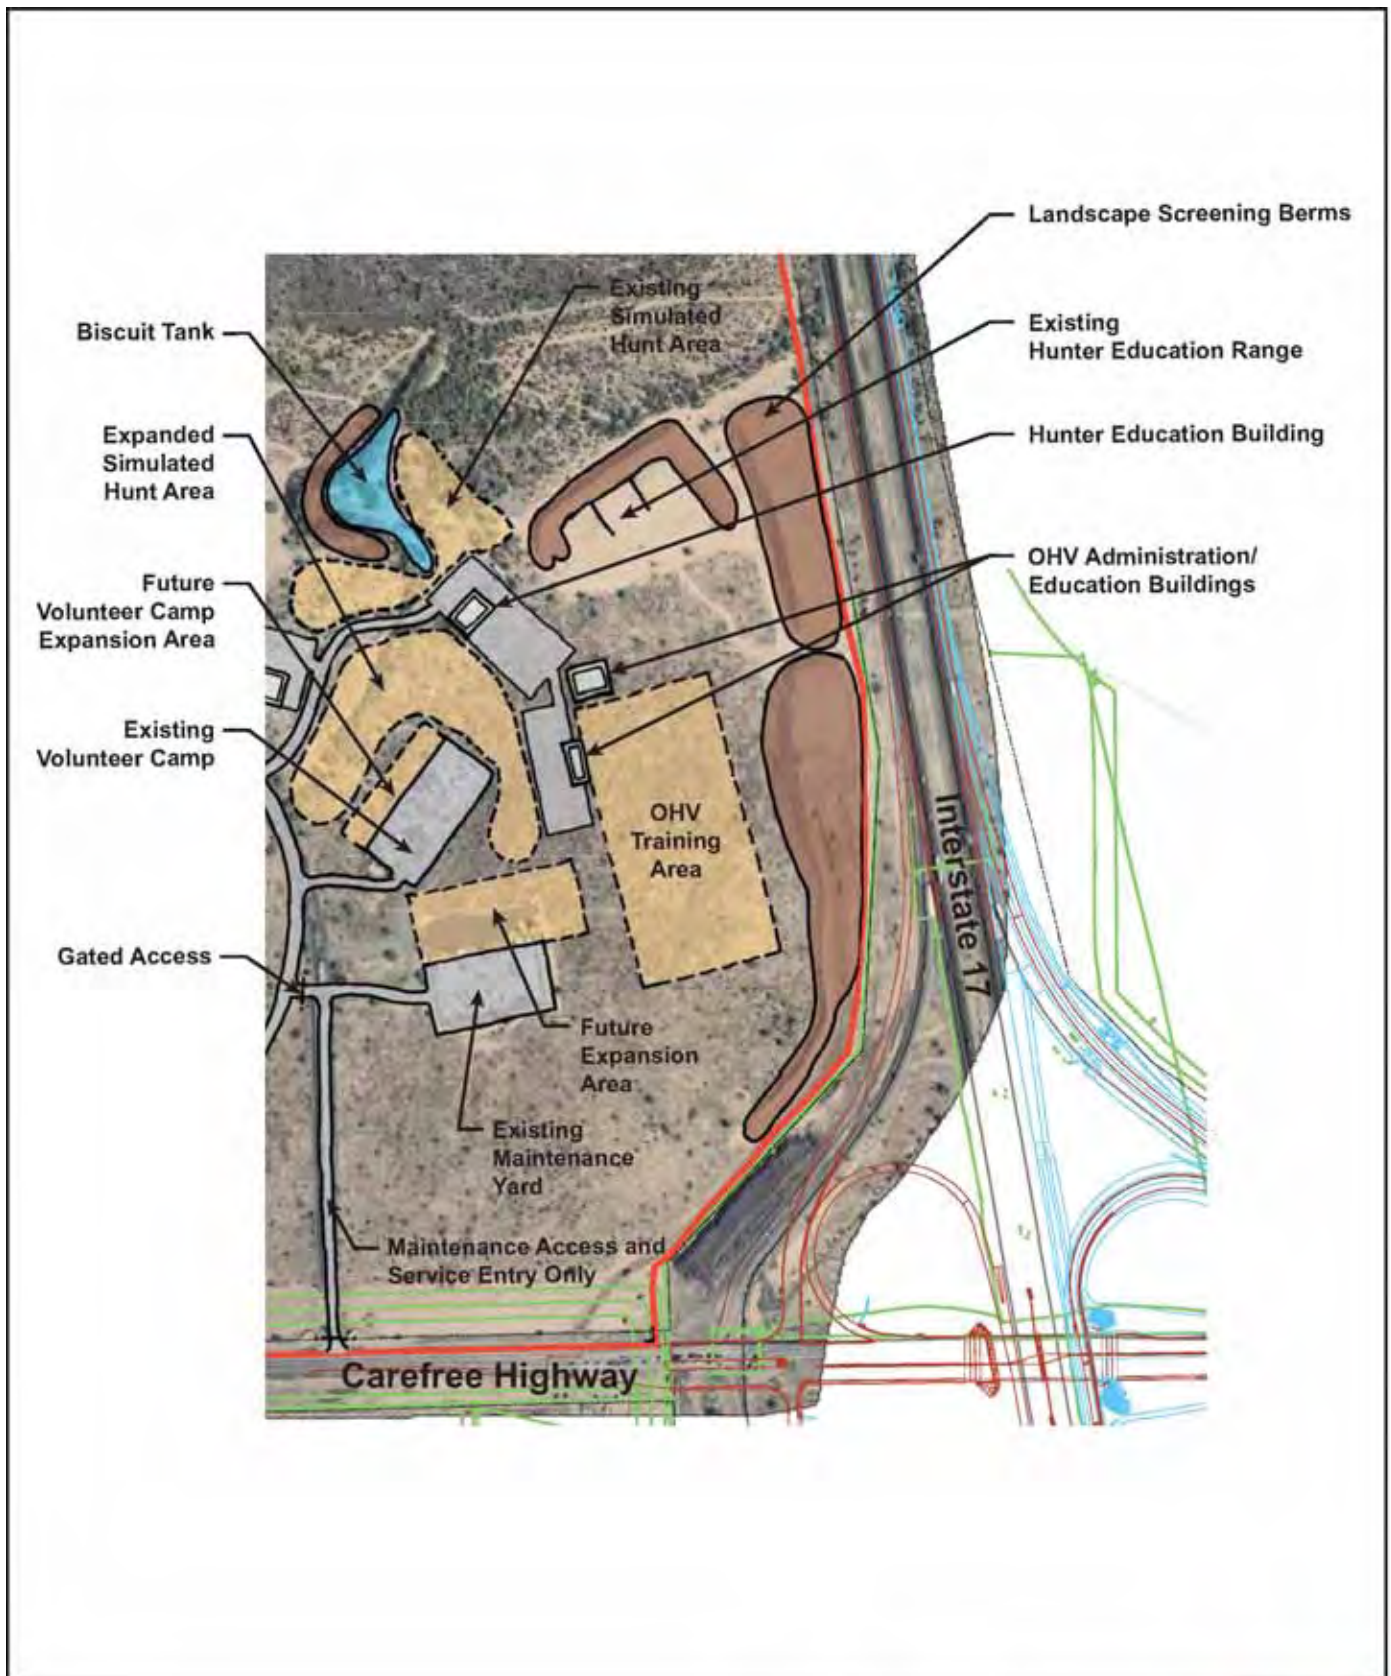 Landscape Screening Berms
Existing
Simulated
Hunt Area
Biscuit Tank
Existing
Hunter Education Range
Expanded
Simulated
Hunt Area
Hunter Education Building
OHV Administration/
Education Buildings
Future
Volunteer Camp
Expansion Area
Existing
Volunteer Camp
OHV
Training
Area
Interstate 17
Gated Access
Future
Expansion
Area
Existing
Maintenance
Yard
Maintenance Access and
Service Entry Only
Carefree Highway